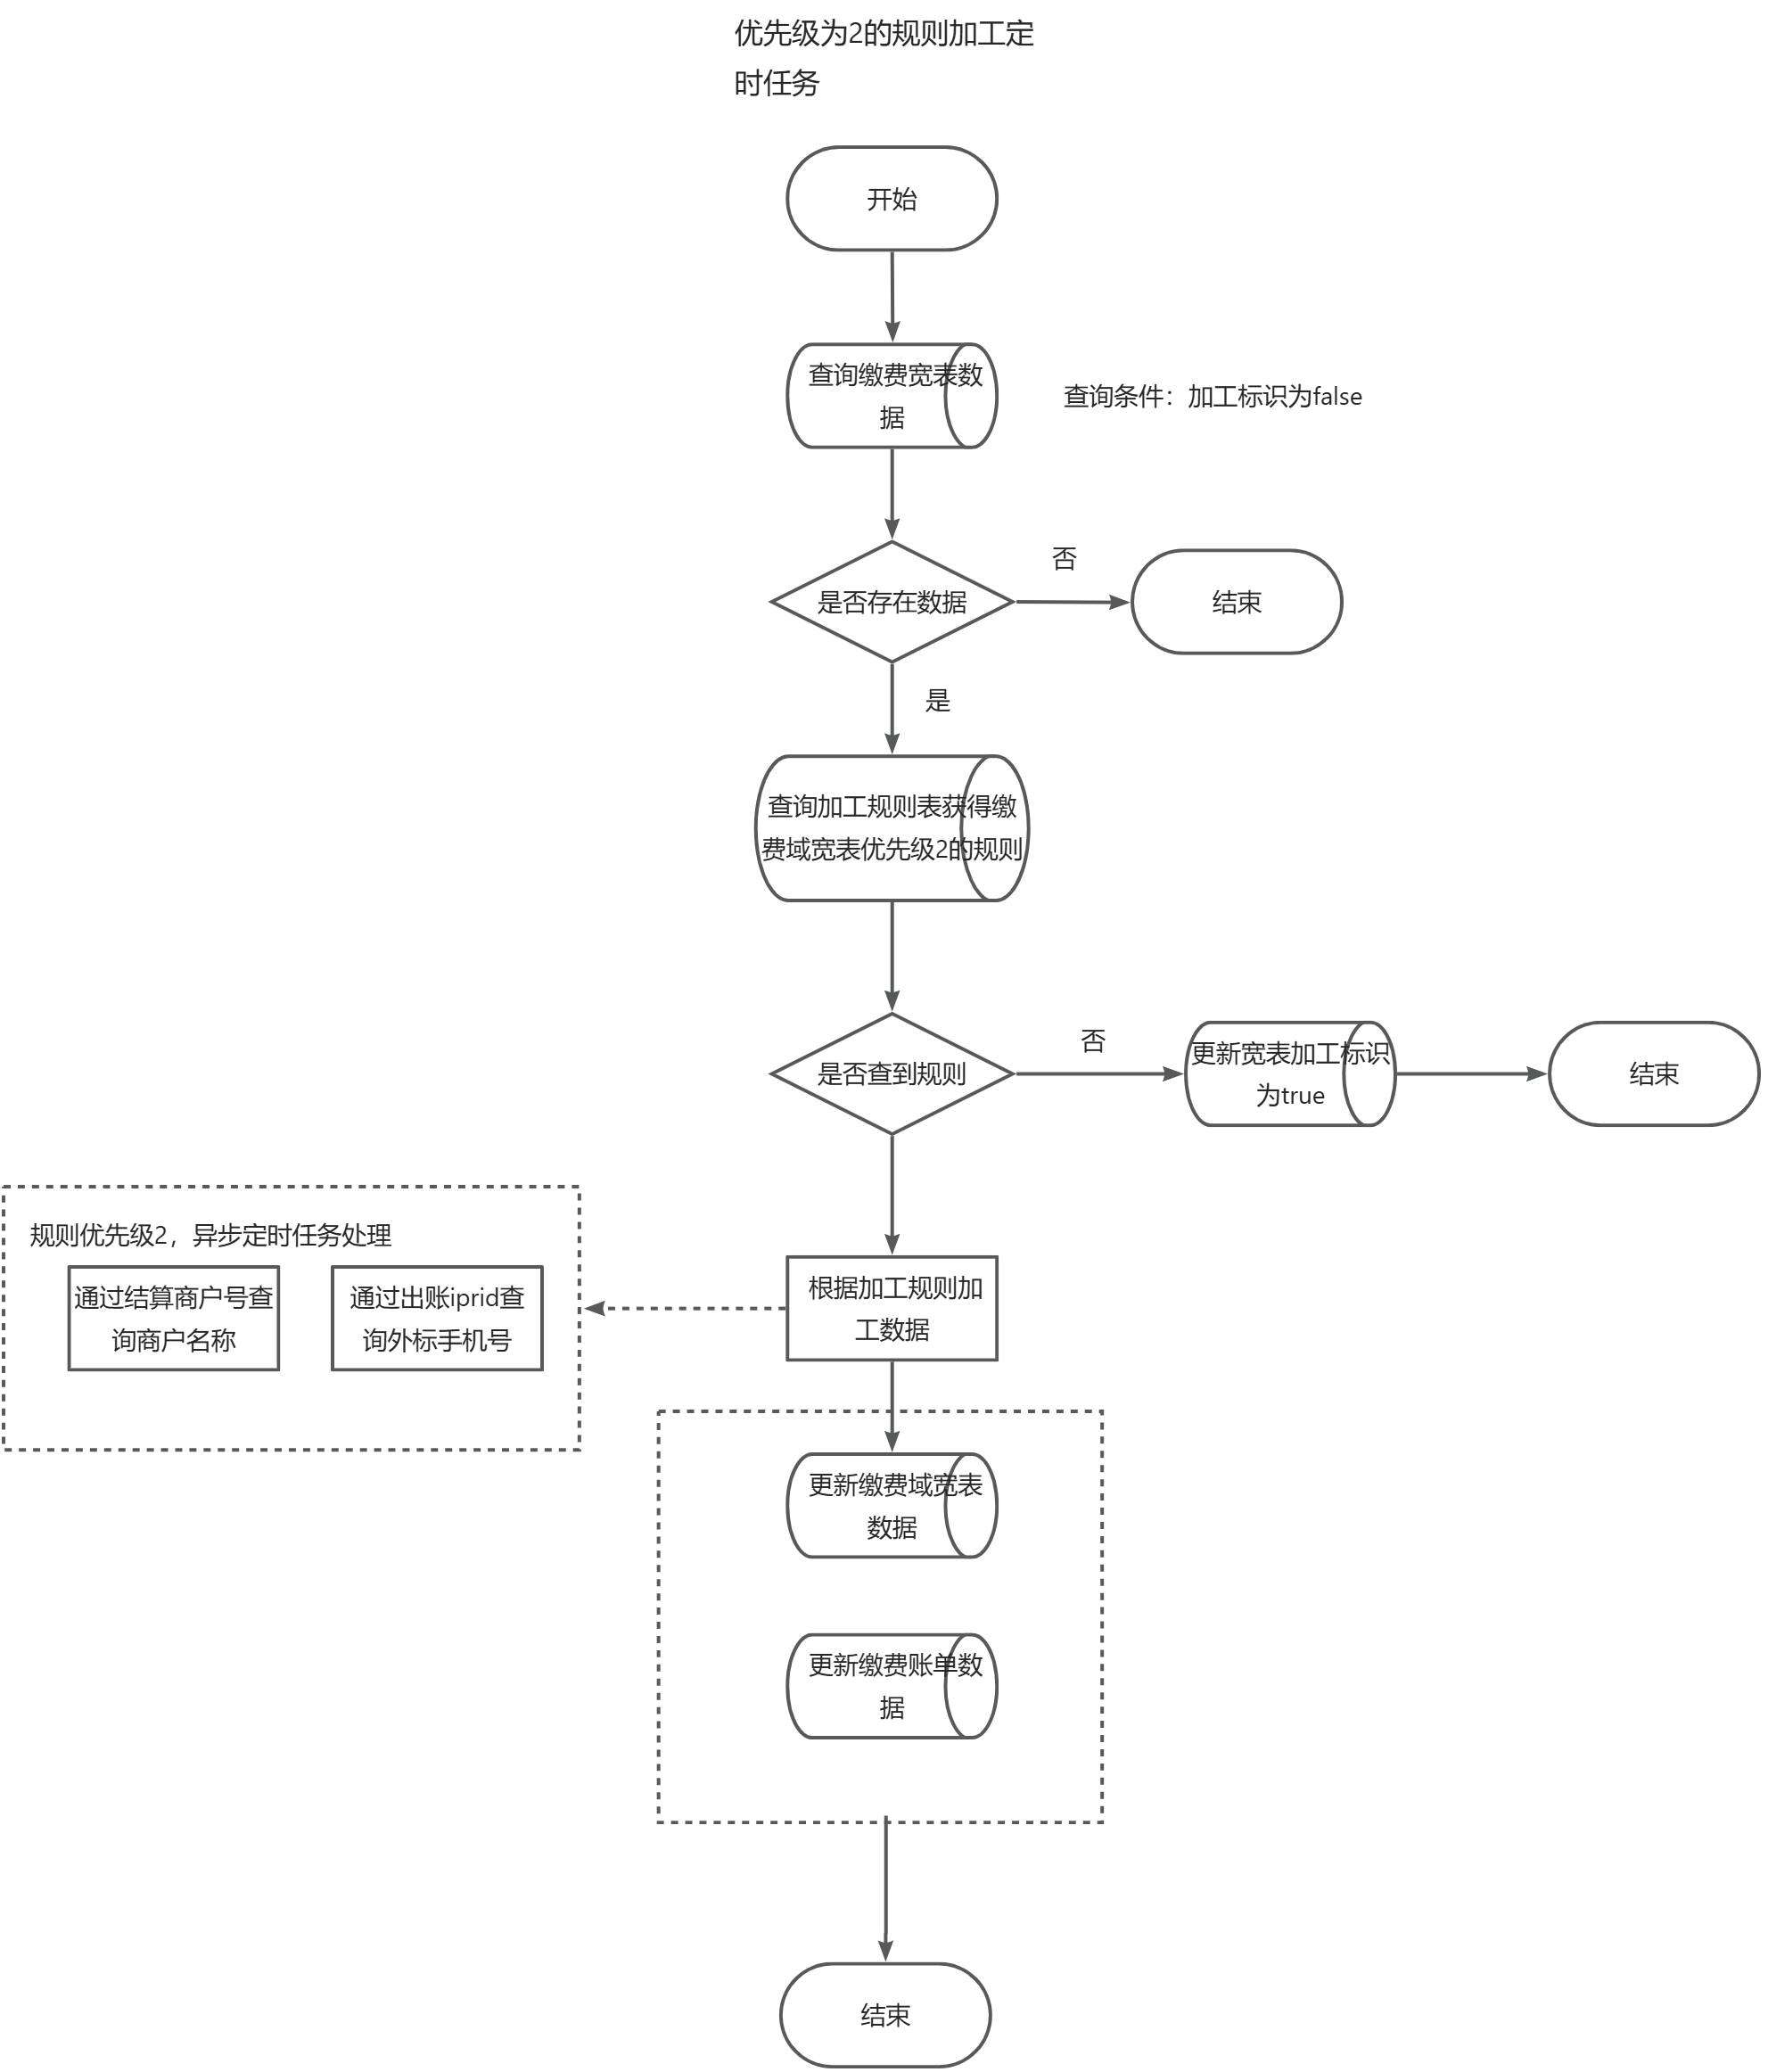 优先级为2的规则加工定
时任务
开始
查询缴费宽表数
据
查询条件：加工标识为false
是否存在数据
否
结束
是
查询加工规则表获得缴
费域宽表优先级2的规则
是否查到规则
否
更新宽表加工标识
为true
结束
规则优先级2，异步定时任务处理
通过结算商户号查
询商户名称
通过出账iprid查
询外标手机号
根据加工规则加
工数据
更新缴费域宽表
数据
更新缴费账单数
据
结束